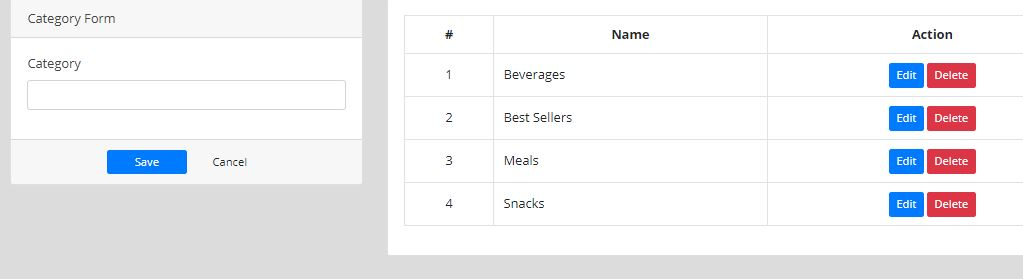 Category Form
Category
Save Cancel
# Name Action
1 Beverages Edit Delete
2 Best Sellers Edit Delete
3 Meals Edit Delete
4 Snacks Edit Delete